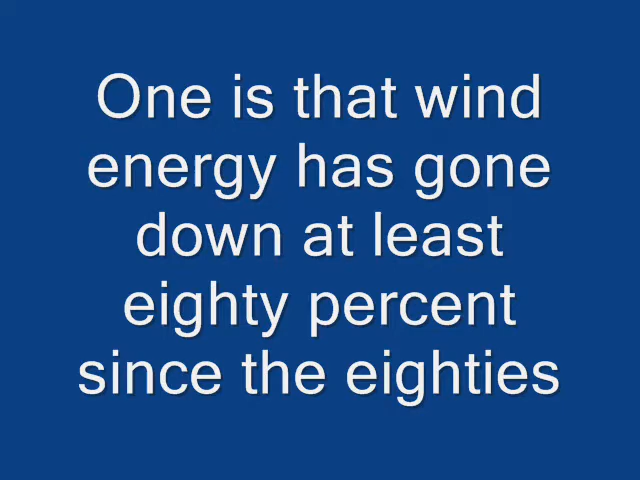 One is that wind
energy has gone
down at least
eighty percent
since the eighties